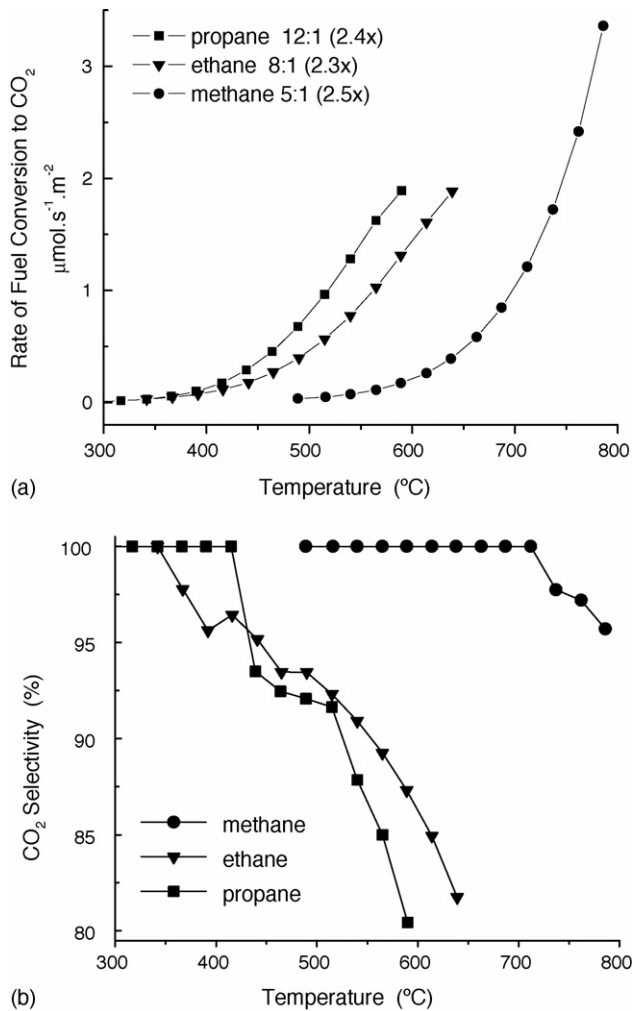 propane 12:1 (2.4x)
ethane 8:1 (2.3x)
methane 5:1 (2.5x)
Rate of Fuel Conversion to CO₂
μmol.s⁻¹.m⁻²
3
2
1
0
300 400 500 600 700 800
(a) Temperature (ºC)
100
95
90
85
80
CO₂ Selectivity (%)
methane
ethane
propane
300 400 500 600 700 800
(b) Temperature (ºC)